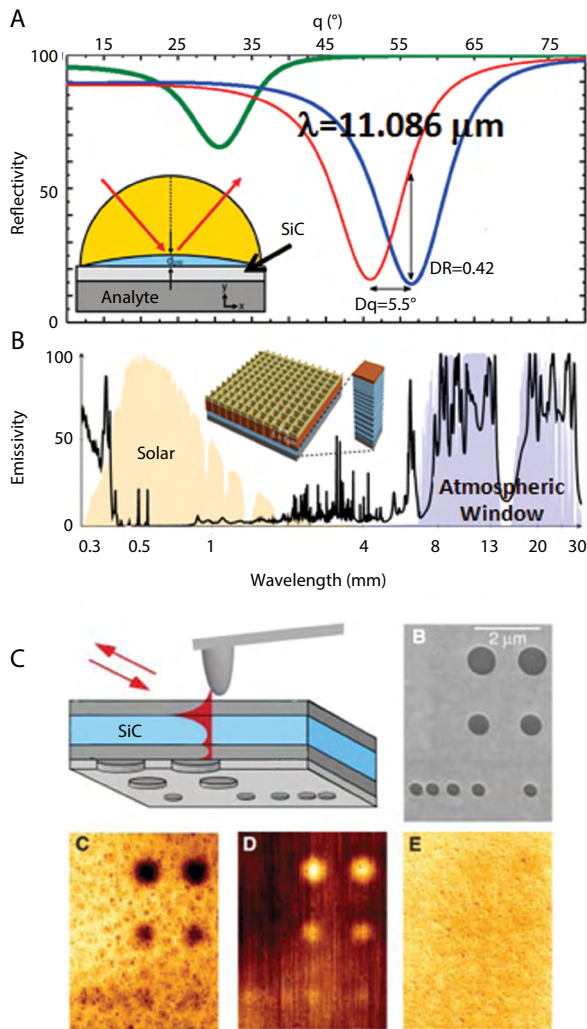 A
q (°)
15 25 35 45 55 65 75
100
50
0
Reflectivity
λ=11.086 μm
SiC
Analyte
y
x
DR=0.42
Dq=5.5°
B
100
50
0
Emissivity
Solar
Atmospheric
Window
0.3 0.5 1 4 8 13 20 30
Wavelength (mm)
C
SiC
B
2 μm
C
D
E